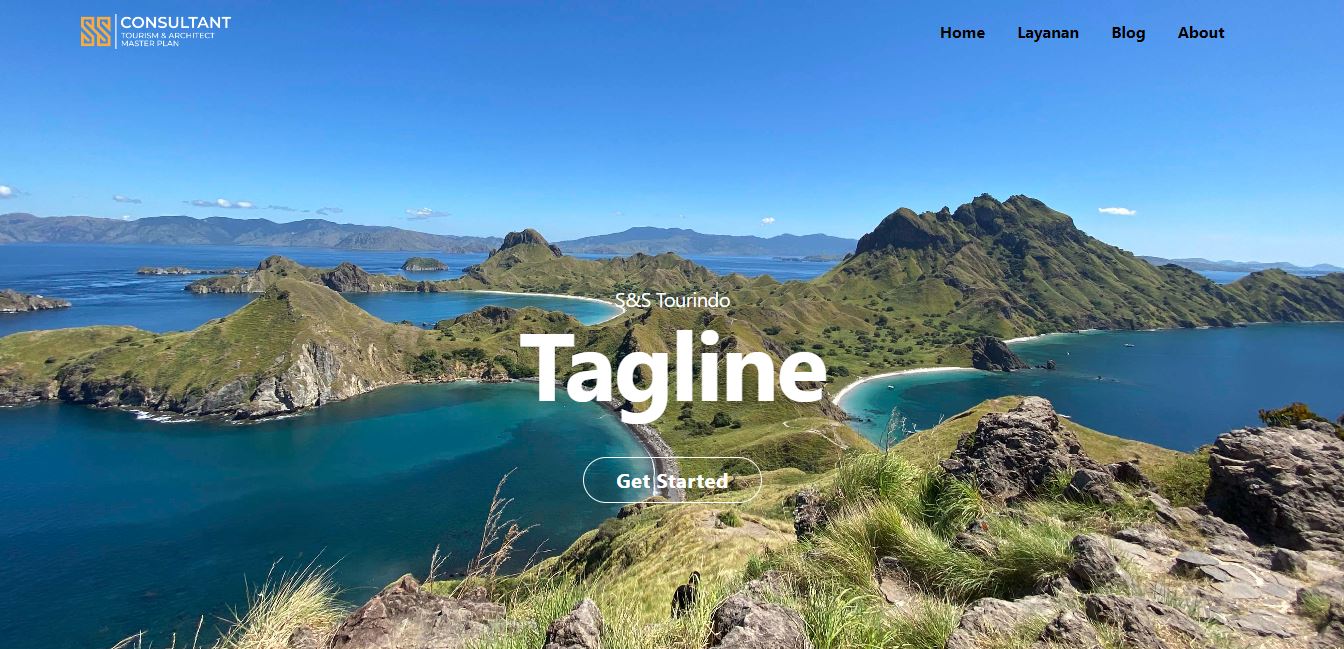 SS CONSULTANT
TOURISM & ARCHITECT
MASTER PLAN
Home Layanan Blog About
S&S Tourindo
Tagline
Get Started